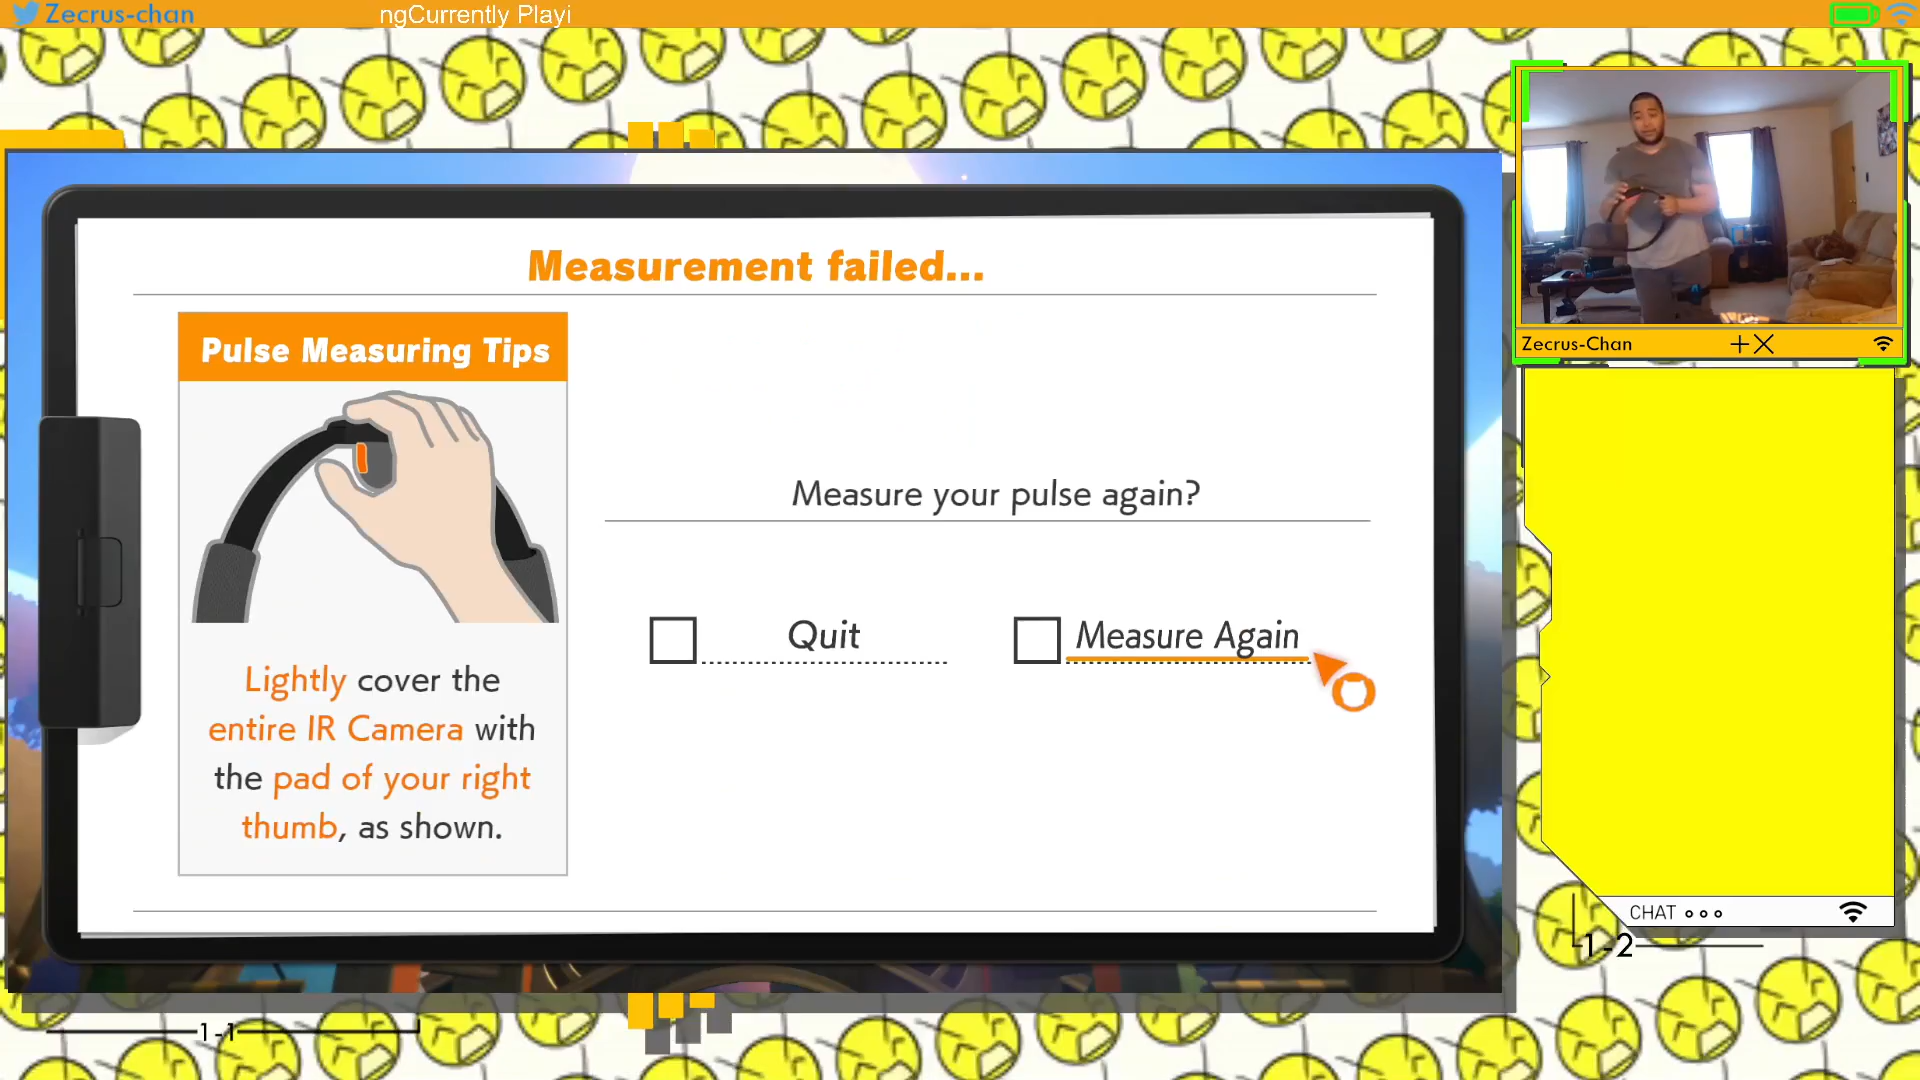 Zecrus-chan
ngCurrently Playi
Measurement failed...
Pulse Measuring Tips
Lightly cover the
entire IR Camera with
the pad of your right
thumb, as shown.
Measure your pulse again?
Quit
Measure Again
Zecrus-Chan
CHAT
1-2
1-1